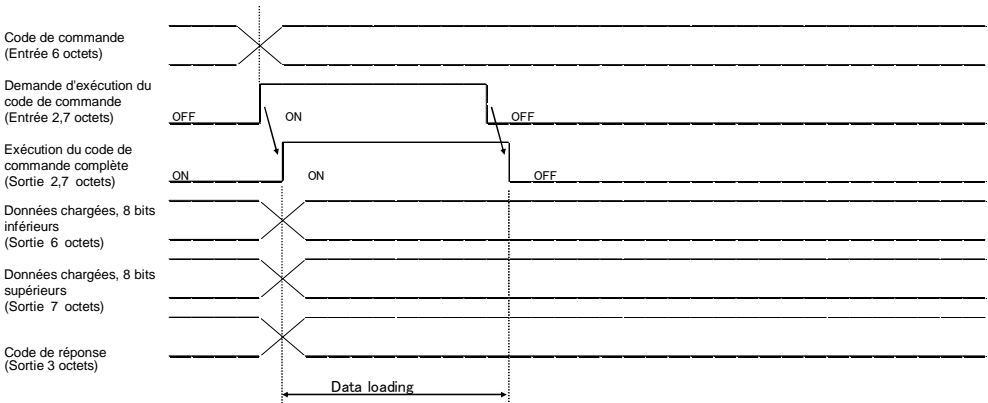 Code de commande
(Entrée 6 octets)
Demande d'exécution du
code de commande
(Entrée 2,7 octets)
OFF
ON
OFF
Exécution du code de
commande complète
(Sortie 2,7 octets)
ON
ON
OFF
Données chargées, 8 bits
inférieurs
(Sortie 6 octets)
Données chargées, 8 bits
supérieurs
(Sortie 7 octets)
Code de réponse
(Sortie 3 octets)
Data loading